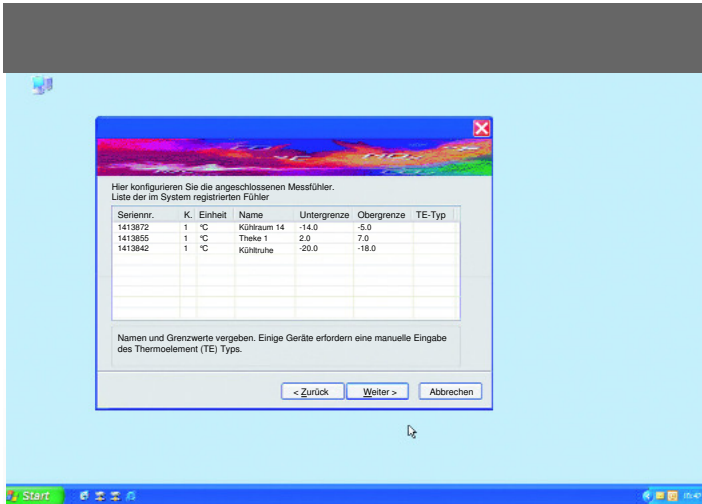 Hier konfigurieren Sie die angeschlossenen Messfühler.
Liste der im System registrierten Fühler
Seriennr. K. Einheit Name Untergrenze Obergrenze TE-Typ
1413872 1 °C Kühlraum 14 -14.0 -5.0
1413855 1 °C Theke 1 2.0 7.0
1413842 1 °C Kühltruhe -20.0 -18.0
Namen und Grenzwerte vergeben. Einige Geräte erfordern eine manuelle Eingabe
des Thermoelement (TE) Typs.
< Zurück Weiter > Abbrechen
Start 15:47